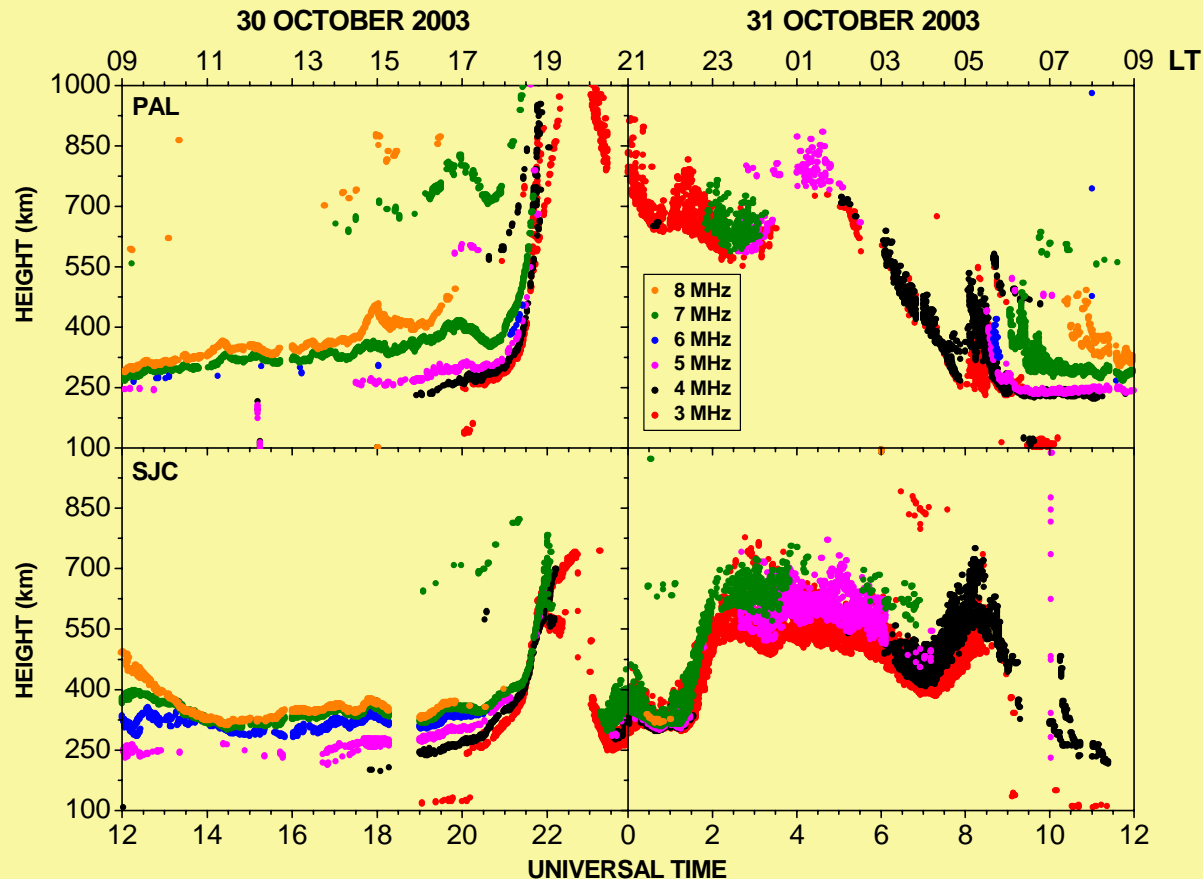 30 OCTOBER 2003 31 OCTOBER 2003
09 11 13 15 17 19 21 23 01 03 05 07 09 LT
PAL
1000
850
700
550
400
250
100
HEIGHT (km)
8 MHz
7 MHz
6 MHz
5 MHz
4 MHz
3 MHz
SJC
850
700
550
400
250
100
HEIGHT (km)
12 14 16 18 20 22 0 2 4 6 8 10 12
UNIVERSAL TIME